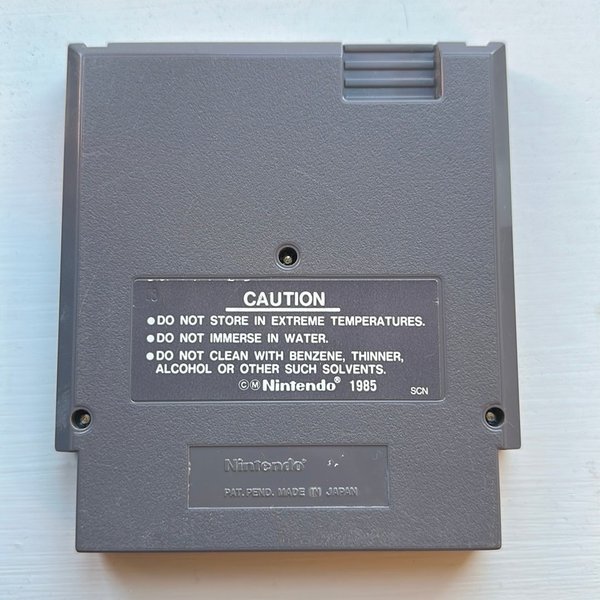 CAUTION
●DO NOT STORE IN EXTREME TEMPERATURES.
●DO NOT IMMERSE IN WATER.
●DO NOT CLEAN WITH BENZENE, THINNER,
ALCOHOL OR OTHER SUCH SOLVENTS.
©Ⓜ Nintendo® 1985
SCN
Nintendo®
PAT. PEND. MADE IN JAPAN